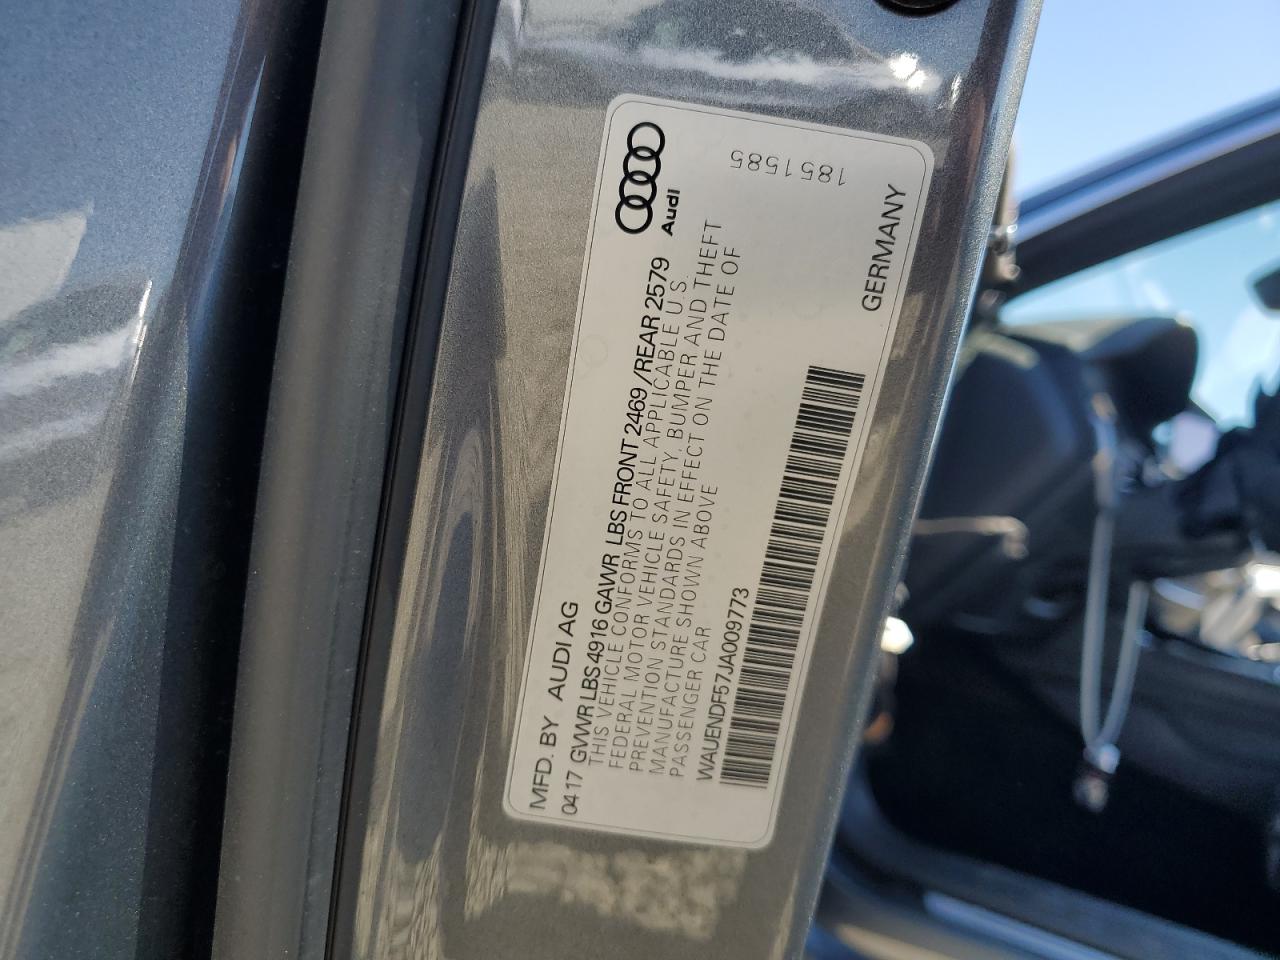 MFD. BY AUDI AG
0417 GVWR LBS 4916 GAWR LBS FRONT 2469 /REAR 2579
THIS VEHICLE CONFORMS TO ALL APPLICABLE U.S.
FEDERAL MOTOR VEHICLE SAFETY, BUMPER AND THEFT
PREVENTION STANDARDS IN EFFECT ON THE DATE OF
MANUFACTURE SHOWN ABOVE
PASSENGER CAR
WAUENDF57JA009773
Audi
1851585
GERMANY